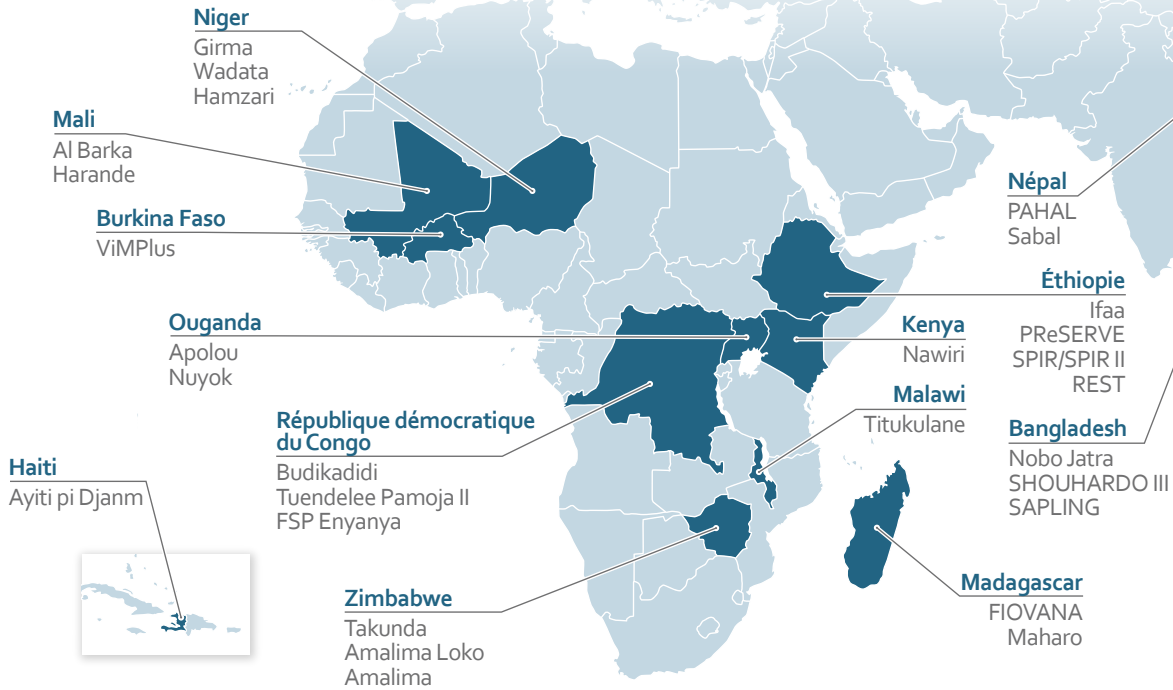 Niger
Girma
Wadata
Hamzari
Mali
Al Barka
Harande
Burkina Faso
ViMPlus
Népal
PAHAL
Sabal
Éthiopie
Ifaa
PReSERVE
SPIR/SPIR II
REST
Ouganda
Apolou
Nuyok
Kenya
Nawiri
Malawi
Titukulane
République démocratique
du Congo
Budikadidi
Tuendelee Pamoja II
FSP Enyanya
Bangladesh
Nobo Jatra
SHOUHARDO III
SAPLING
Haiti
Ayiti pi Djanm
Zimbabwe
Takunda
Amalima Loko
Amalima
Madagascar
FIOVANA
Maharo